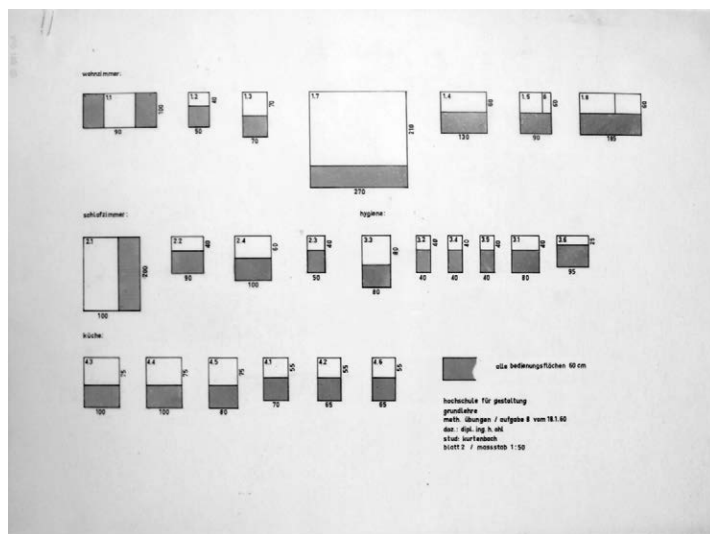 wohnzimmer:
1.1 1.2 1.3 1.7 1.4 1.5 6 1.8
100 40 70 210 60 60 60
90 50 70 270 130 90 185
schlafzimmer: hygiene:
2.1 2.2 2.4 2.3 3.3 3.2 3.4 3.5 3.1 3.6
200 40 60 40 80 40 40 40 40 25
100 90 100 50 80 40 40 40 80 95
küche:
4.3 4.4 4.5 4.1 4.2 4.6
75 75 75 55 55 55
100 100 80 70 65 65
alle bedienungsflächen 60 cm
hochschule für gestaltung
grundlehre
meth. übungen / aufgabe 8 vom 18.1.60
doz.: dipl. ing. h. ohl
stud: kurtenbach
blatt 2 / massstab 1:50